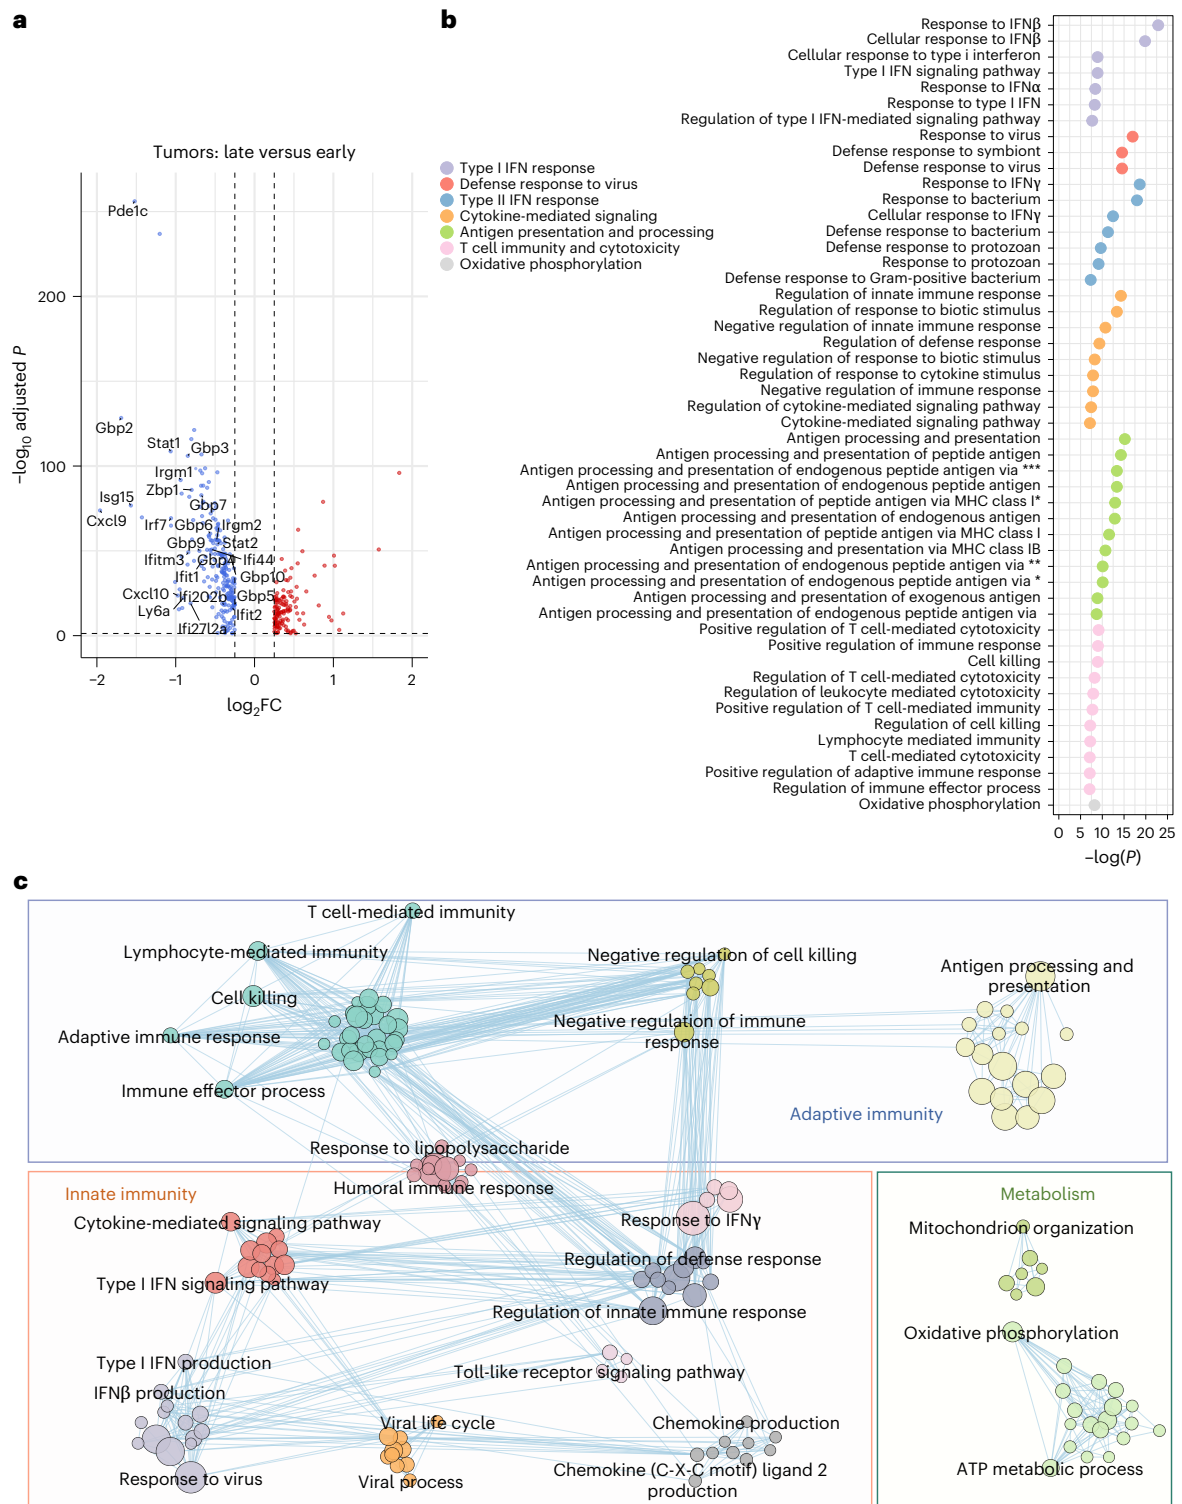 a
Tumors: late versus early
Pde1c
Gbp2
Stat1
Gbp3
Irgm1
Zbp1
Isg15
Gbp7
Cxcl9
Irf7
Gbp6
Irgm2
Gbp9
Stat2
Ifitm3
Gbp4
Ifi44
Ifit1
Gbp10
Cxcl10
Ifi202b
Gbp5
Ly6a
Ifit2
Ifi27l2a
200
100
0
−log10 adjusted P
−2
−1
0
1
2
log2FC
b
Type I IFN response
Defense response to virus
Type II IFN response
Cytokine-mediated signaling
Antigen presentation and processing
T cell immunity and cytotoxicity
Oxidative phosphorylation
Response to IFNβ
Cellular response to IFNβ
Cellular response to type i interferon
Type I IFN signaling pathway
Response to IFNα
Response to type I IFN
Regulation of type I IFN-mediated signaling pathway
Response to virus
Defense response to symbiont
Defense response to virus
Response to IFNγ
Response to bacterium
Cellular response to IFNγ
Defense response to bacterium
Defense response to protozoan
Response to protozoan
Defense response to Gram-positive bacterium
Regulation of innate immune response
Regulation of response to biotic stimulus
Negative regulation of innate immune response
Regulation of defense response
Negative regulation of response to biotic stimulus
Regulation of response to cytokine stimulus
Negative regulation of immune response
Regulation of cytokine-mediated signaling pathway
Cytokine-mediated signaling pathway
Antigen processing and presentation
Antigen processing and presentation of peptide antigen
Antigen processing and presentation of endogenous peptide antigen via ***
Antigen processing and presentation of endogenous peptide antigen
Antigen processing and presentation of peptide antigen via MHC class I*
Antigen processing and presentation of endogenous antigen
Antigen processing and presentation of peptide antigen via MHC class I
Antigen processing and presentation via MHC class IB
Antigen processing and presentation of endogenous peptide antigen via **
Antigen processing and presentation of endogenous peptide antigen via *
Antigen processing and presentation of exogenous antigen
Antigen processing and presentation of endogenous peptide antigen via
Positive regulation of T cell-mediated cytotoxicity
Positive regulation of immune response
Cell killing
Regulation of T cell-mediated cytotoxicity
Regulation of leukocyte mediated cytotoxicity
Positive regulation of T cell-mediated immunity
Regulation of cell killing
Lymphocyte mediated immunity
T cell-mediated cytotoxicity
Positive regulation of adaptive immune response
Regulation of immune effector process
Oxidative phosphorylation
0 5 10 15 20 25
−log(P)
c
T cell-mediated immunity
Lymphocyte-mediated immunity
Cell killing
Adaptive immune response
Immune effector process
Negative regulation of cell killing
Negative regulation of immune
response
Antigen processing and
presentation
Adaptive immunity
Response to lipopolysaccharide
Humoral immune response
Innate immunity
Cytokine-mediated signaling pathway
Type I IFN signaling pathway
Response to IFNγ
Regulation of defense response
Regulation of innate immune response
Type I IFN production
IFNβ production
Toll-like receptor signaling pathway
Viral life cycle
Chemokine production
Response to virus
Viral process
Chemokine (C-X-C motif) ligand 2
production
Metabolism
Mitochondrion organization
Oxidative phosphorylation
ATP metabolic process